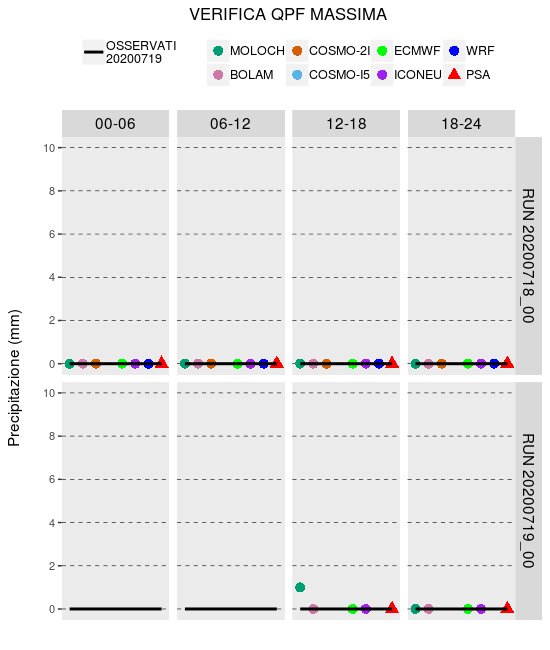 VERIFICA QPF MASSIMA
OSSERVATI
20200719
MOLOCH COSMO-2I ECMWF WRF
BOLAM COSMO-I5 ICONEU PSA
00-06 06-12 12-18 18-24
10
8
6
4
2
0
RUN 20200718_00
Precipitazione (mm)
10
8
6
4
2
0
RUN 20200719_00